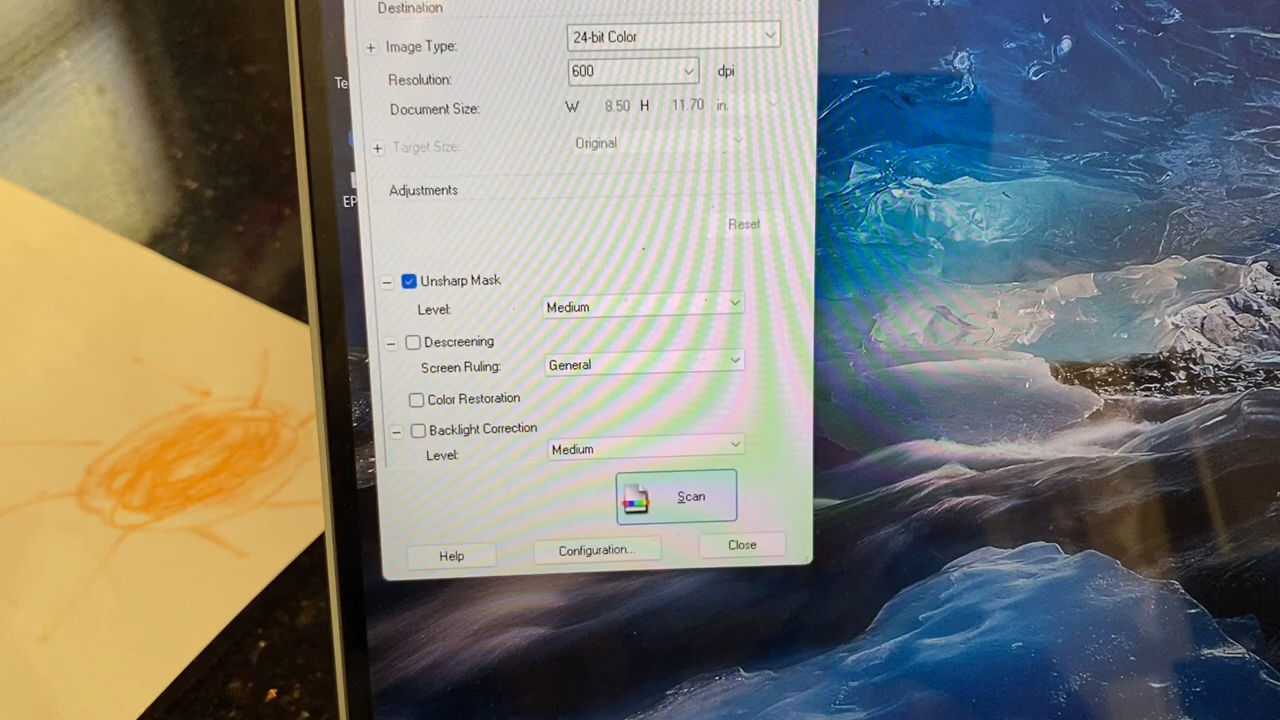 Destination
Image Type: 24-bit Color
Te
Resolution: 600 dpi
Document Size: W 8.50 H 11.70 in.
Target Size: Original
EP
Adjustments
Reset
Unsharp Mask
Level: Medium
Descreening
Screen Ruling: General
Color Restoration
Backlight Correction
Level: Medium
Scan
Help Configuration... Close